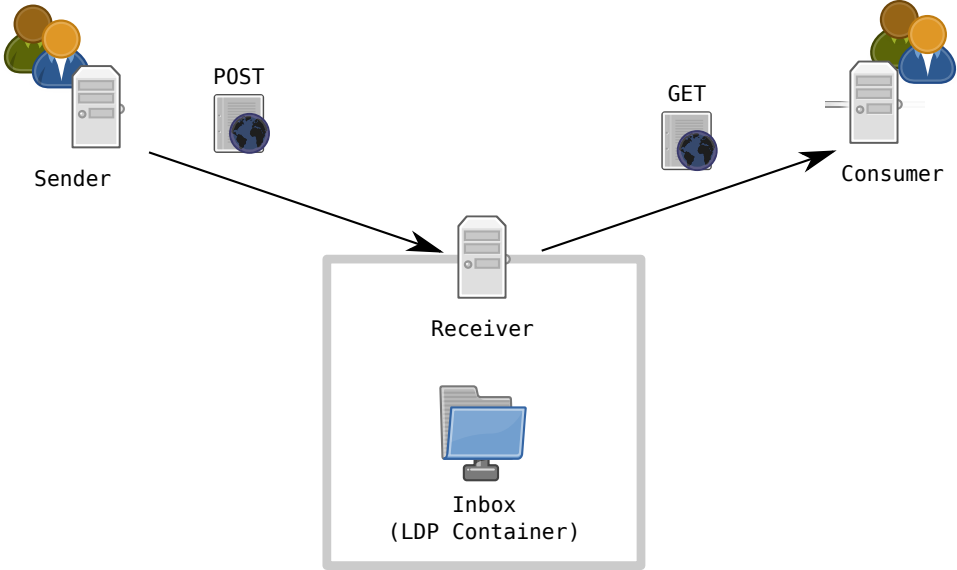 POST
GET
Sender
Consumer
Receiver
Inbox
(LDP Container)